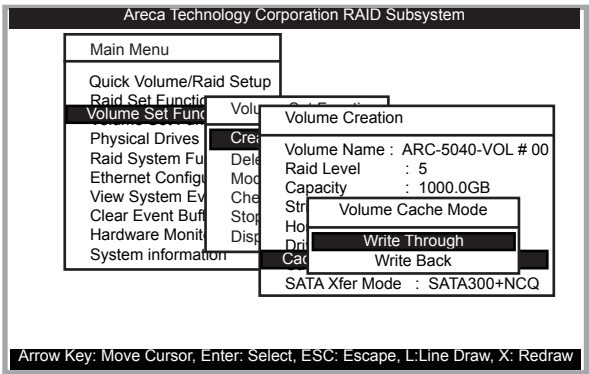 Areca Technology Corporation RAID Subsystem
Main Menu
Quick Volume/Raid Setup
Raid Set Functio
Volume Set Func
Physical Drives
Raid System Fu
Ethernet Configu
View System Ev
Clear Event Buff
Hardware Monito
System information
Volu
Crea
Dele
Mod
Che
Stop
Disp
Volume Creation
Volume Name : ARC-5040-VOL # 00
Raid Level : 5
Capacity : 1000.0GB
Str
Ho
Dri
Cac
SATA Xfer Mode : SATA300+NCQ
Volume Cache Mode
Write Through
Write Back
Arrow Key: Move Cursor, Enter: Select, ESC: Escape, L:Line Draw, X: Redraw